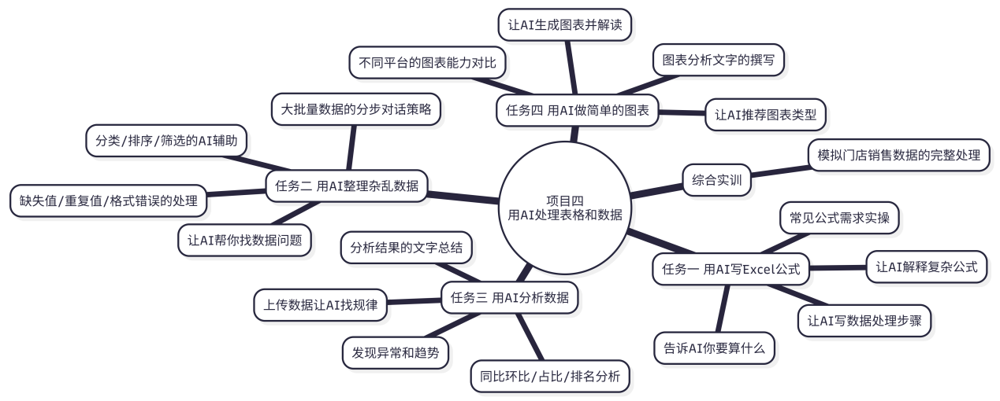 项目四
用AI处理表格和数据
任务一 用AI写Excel公式
告诉AI你要算什么
常见公式需求实操
让AI解释复杂公式
让AI写数据处理步骤
任务二 用AI整理杂乱数据
让AI帮你找数据问题
缺失值/重复值/格式错误的处理
分类/排序/筛选的AI辅助
大批量数据的分步对话策略
任务三 用AI分析数据
上传数据让AI找规律
同比环比/占比/排名分析
发现异常和趋势
分析结果的文字总结
任务四 用AI做简单的图表
让AI推荐图表类型
让AI生成图表并解读
不同平台的图表能力对比
图表分析文字的撰写
综合实训
模拟门店销售数据的完整处理